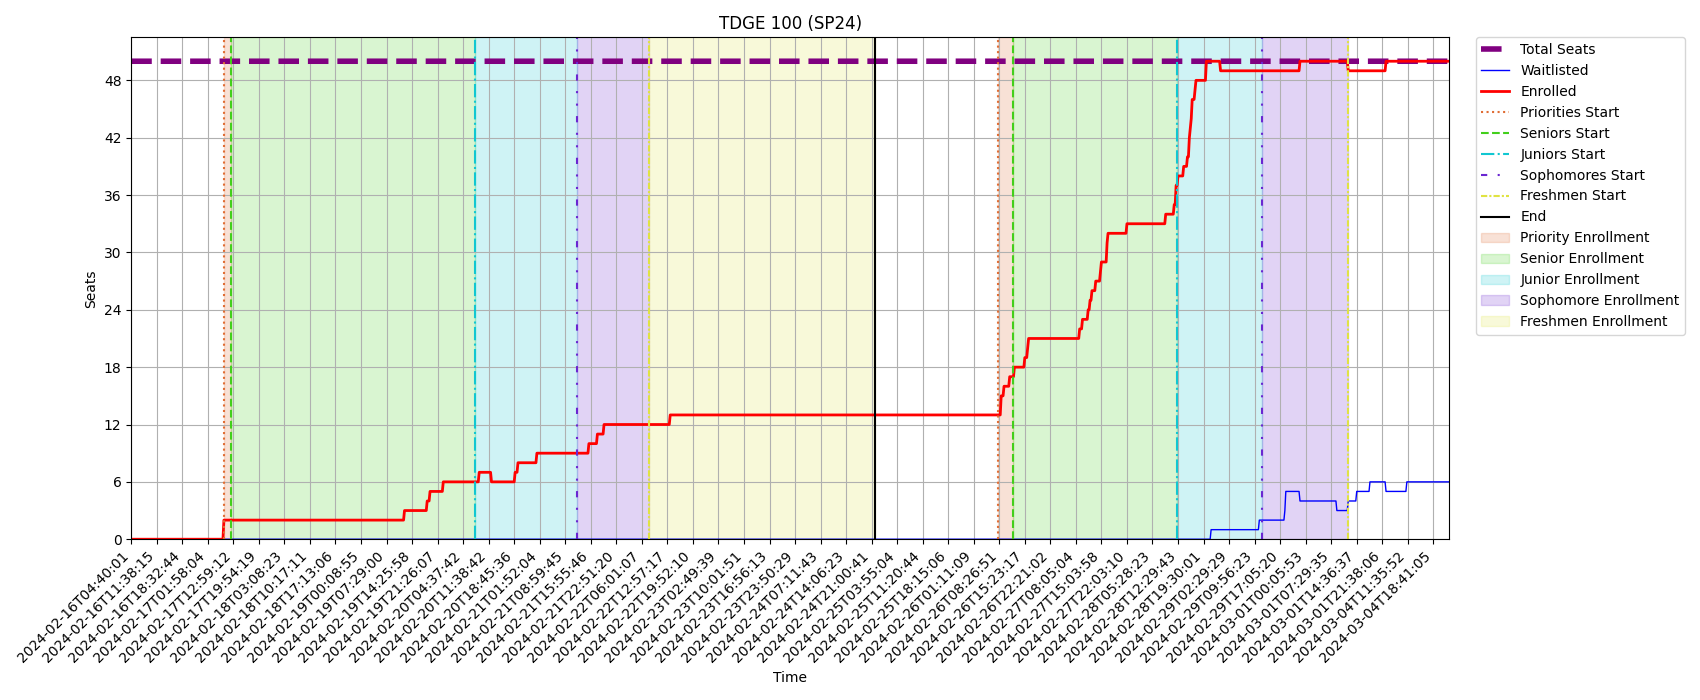 TDGE 100 (SP24)
Seats
48
42
36
30
24
18
12
6
0
2024-02-16T04:40:01
2024-02-16T11:38:15
2024-02-16T18:32:44
2024-02-17T01:58:04
2024-02-17T12:59:12
2024-02-17T19:54:19
2024-02-18T03:08:23
2024-02-18T10:17:11
2024-02-18T17:13:06
2024-02-19T00:08:55
2024-02-19T07:29:00
2024-02-19T14:25:58
2024-02-19T21:26:07
2024-02-20T04:37:42
2024-02-20T11:38:42
2024-02-20T18:45:36
2024-02-21T01:52:04
2024-02-21T08:59:45
2024-02-21T15:55:46
2024-02-21T22:51:20
2024-02-22T06:01:07
2024-02-22T12:57:17
2024-02-22T19:52:10
2024-02-23T02:49:39
2024-02-23T10:01:51
2024-02-23T16:56:13
2024-02-23T23:50:29
2024-02-24T07:11:43
2024-02-24T14:06:23
2024-02-24T21:00:41
2024-02-25T03:55:04
2024-02-25T11:20:44
2024-02-25T18:15:06
2024-02-26T01:11:09
2024-02-26T08:26:51
2024-02-26T15:23:17
2024-02-26T22:21:02
2024-02-27T08:05:04
2024-02-27T15:03:58
2024-02-27T22:03:10
2024-02-28T05:28:23
2024-02-28T12:29:43
2024-02-28T19:30:01
2024-02-29T02:29:29
2024-02-29T09:56:23
2024-02-29T17:05:20
2024-03-01T00:05:53
2024-03-01T07:29:35
2024-03-01T14:36:37
2024-03-01T21:38:06
2024-03-04T11:35:52
2024-03-04T18:41:05
Time
Total Seats
Waitlisted
Enrolled
Priorities Start
Seniors Start
Juniors Start
Sophomores Start
Freshmen Start
End
Priority Enrollment
Senior Enrollment
Junior Enrollment
Sophomore Enrollment
Freshmen Enrollment